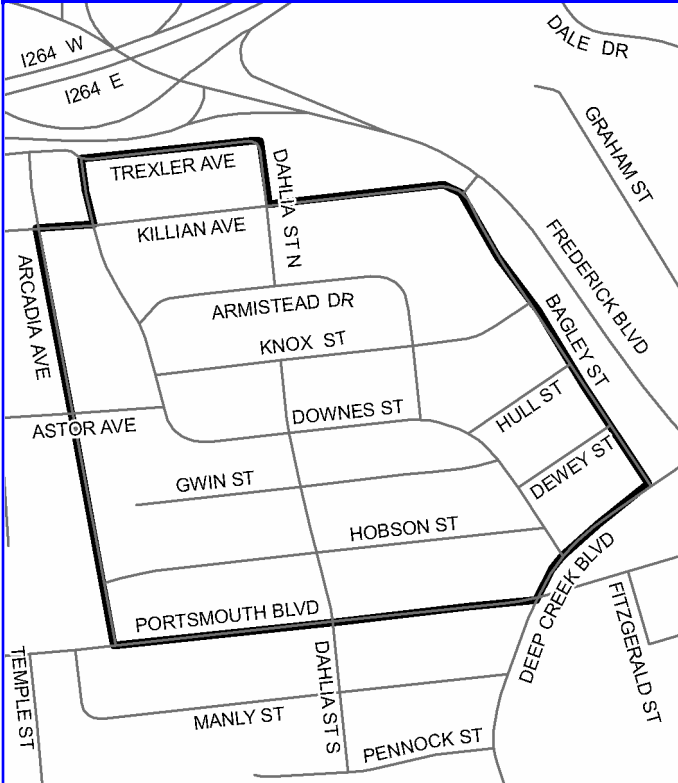 I264 W
DALE DR
I264 E
GRAHAM ST
TREXLER AVE
DAHLIA ST N
KILLIAN AVE
FREDERICK BLVD
ARCADIA AVE
ARMISTEAD DR
BAGLEY ST
KNOX ST
HULL ST
DOWNES ST
ASTOR AVE
DEWEY ST
GWIN ST
HOBSON ST
DEEP CREEK BLVD
PORTSMOUTH BLVD
FITZGERALD ST
TEMPLE ST
DAHLIA ST S
MANLY ST
PENNOCK ST